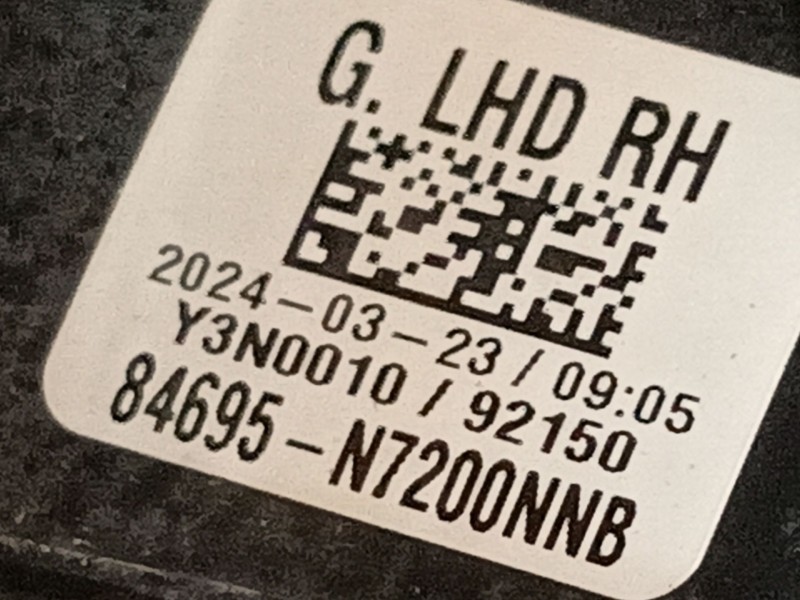 G. LHD RH
2024-03-23 / 09:05
Y3N0010 / 92150
84695-N7200NNB